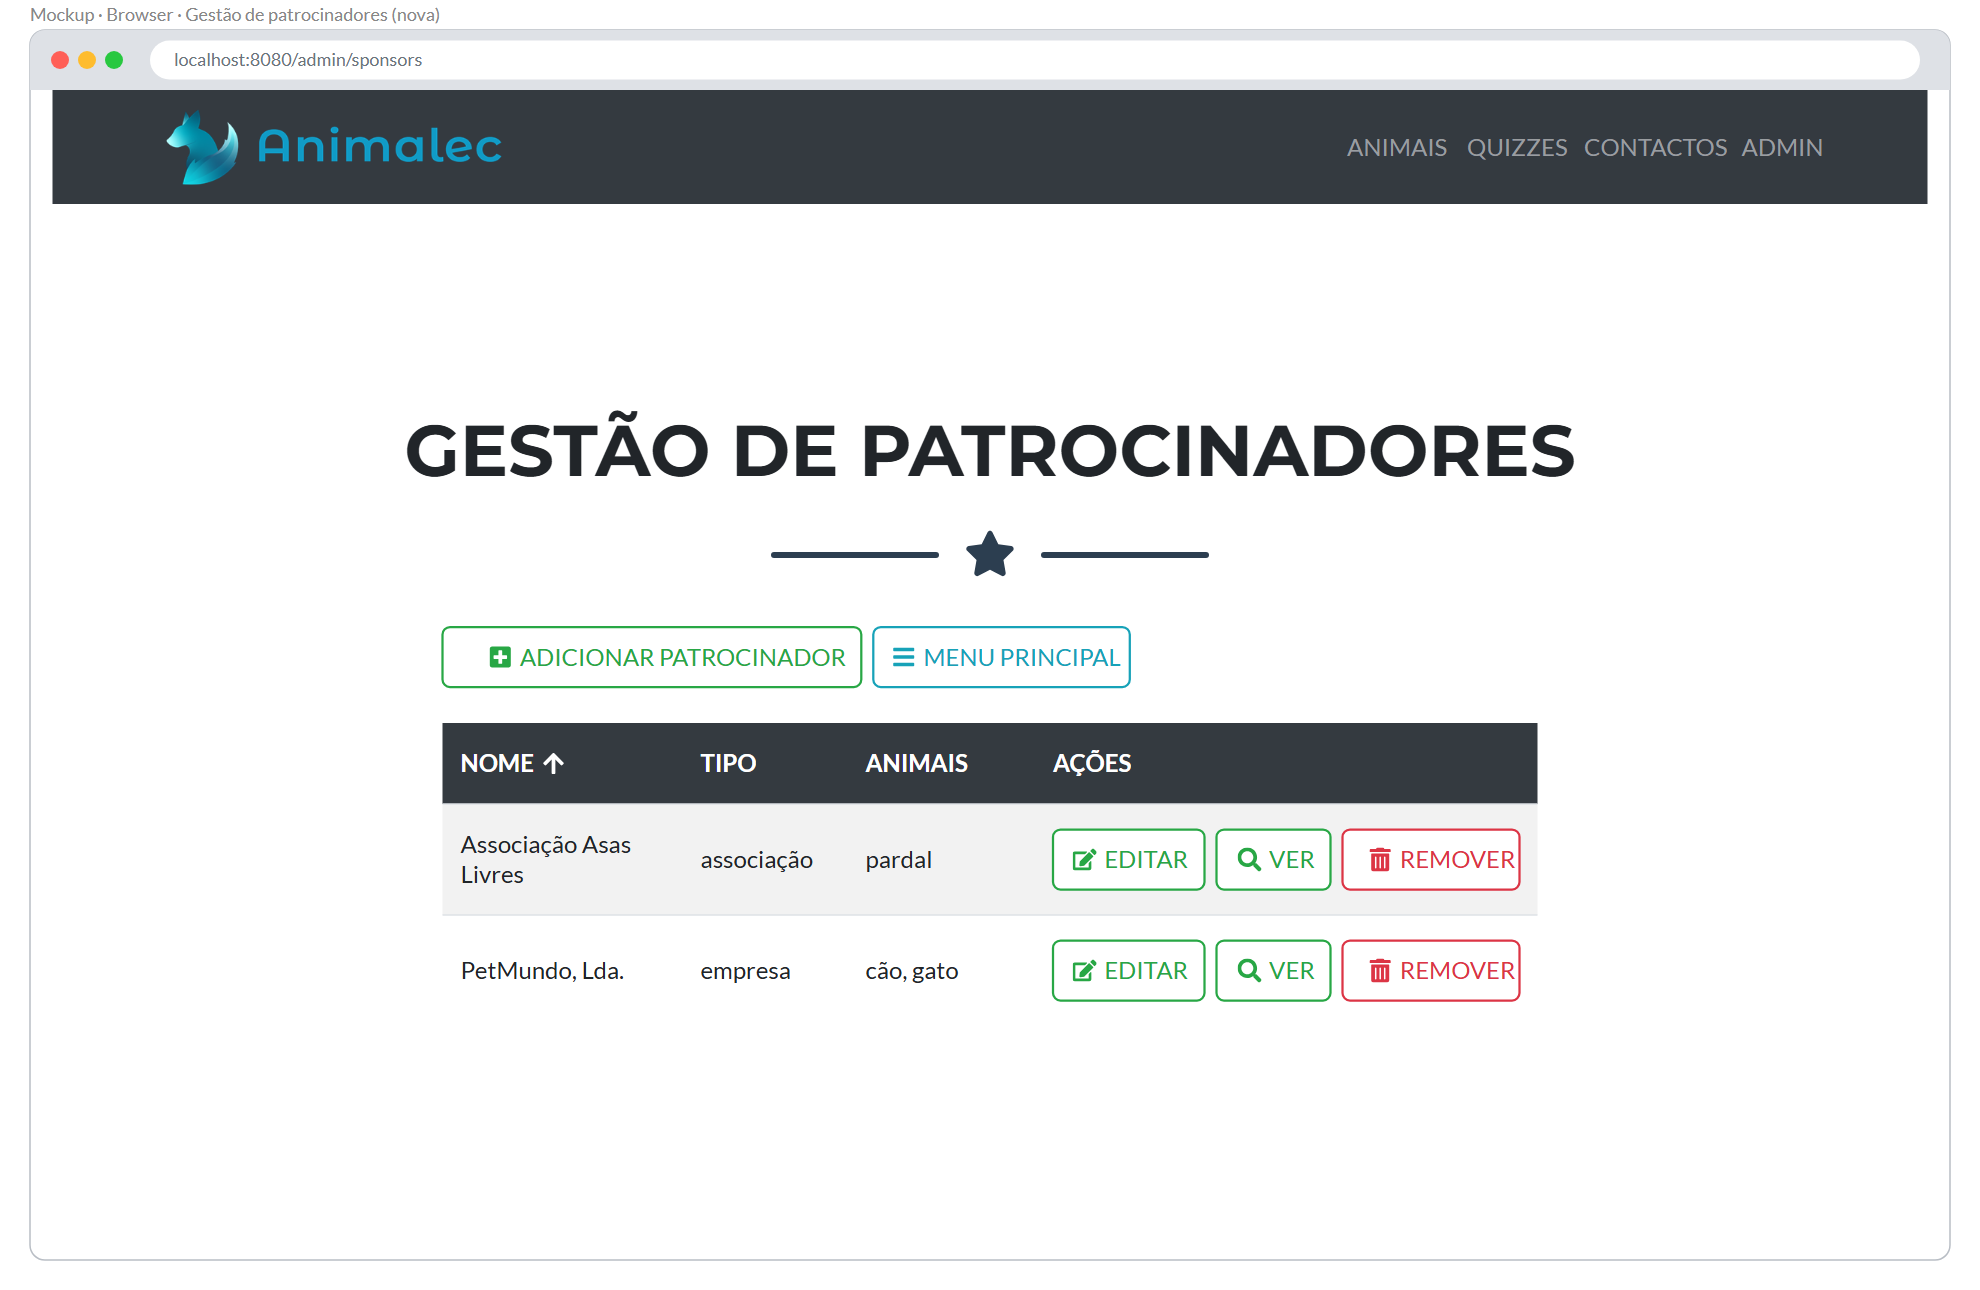 Mockup · Browser · Gestão de patrocinadores (nova)
localhost:8080/admin/sponsors
Animalec
ANIMAIS QUIZZES CONTACTOS ADMIN
GESTÃO DE PATROCINADORES
ADICIONAR PATROCINADOR MENU PRINCIPAL
NOME TIPO ANIMAIS AÇÕES
Associação Asas
Livres
associação pardal EDITAR VER REMOVER
PetMundo, Lda. empresa cão, gato EDITAR VER REMOVER